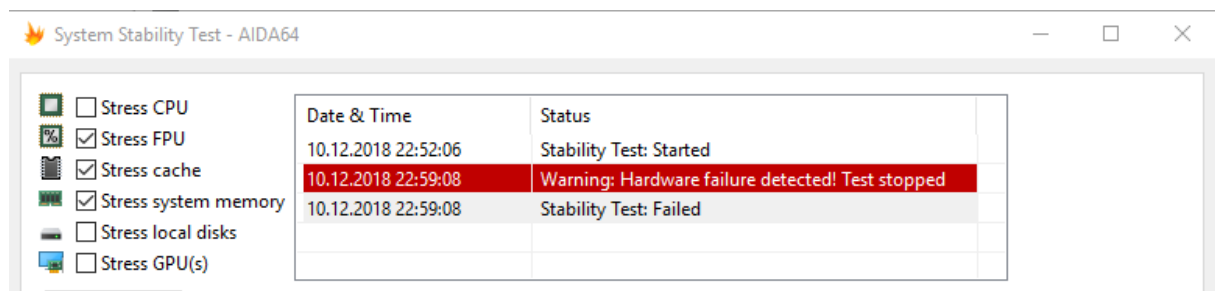 System Stability Test - AIDA64
Stress CPU
Stress FPU
Stress cache
Stress system memory
Stress local disks
Stress GPU(s)
Date & Time Status
10.12.2018 22:52:06 Stability Test: Started
10.12.2018 22:59:08 Warning: Hardware failure detected! Test stopped
10.12.2018 22:59:08 Stability Test: Failed